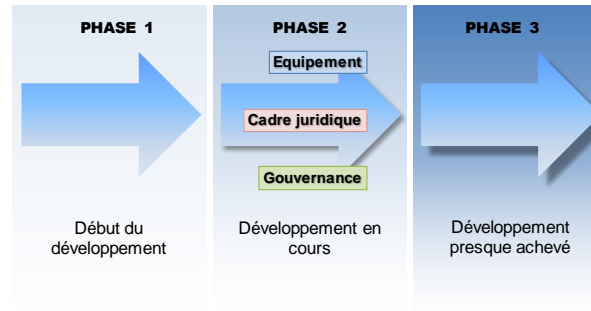 PHASE 1
Début du
développement
PHASE 2
Equipement
Cadre juridique
Gouvernance
Développement en
cours
PHASE 3
Développement
presque achevé